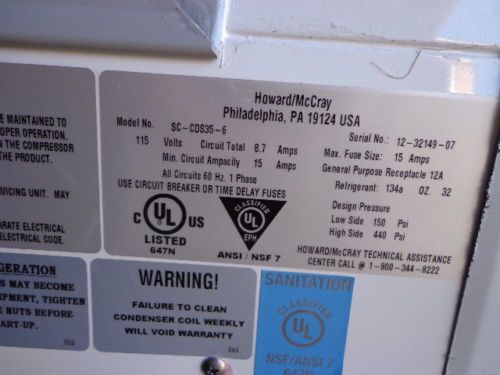 Howard/McCray
Philadelphia, PA 19124 USA
Model No. SC-CDS35-6 Serial No.: 12-32149-07
115 Volts Circuit Total 8.7 Amps Max. Fuse Size: 15 Amps
Min. Circuit Ampacity 15 Amps General Purpose Receptacle 12A
All Circuits 60 Hz. 1 Phase Refrigerant: 134a OZ. 32
USE CIRCUIT BREAKER OR TIME DELAY FUSES
Design Pressure
Low Side 150 Psi
High Side 440 Psi
C UL US
LISTED
647N
CLASSIFIED
UL
EPH
ANSI / NSF 7
HOWARD/McCRAY TECHNICAL ASSISTANCE
CENTER CALL @ 1-800-344-8222
MAINTAINED TO
OPER OPERATION.
N THE COMPRESSOR
THE PRODUCT.
VICING UNIT. MAY
ARATE ELECTRICAL
ELECTRICAL CODE.
GERATION
S MAY BECOME
IPMENT, TIGHTEN
NUTS BEFORE
ART-UP.
055
WARNING!
FAILURE TO CLEAN
CONDENSER COIL WEEKLY
WILL VOID WARRANTY
063
SANITATION
CLASSIFIED
UL
NSF/ANSI 7
647N